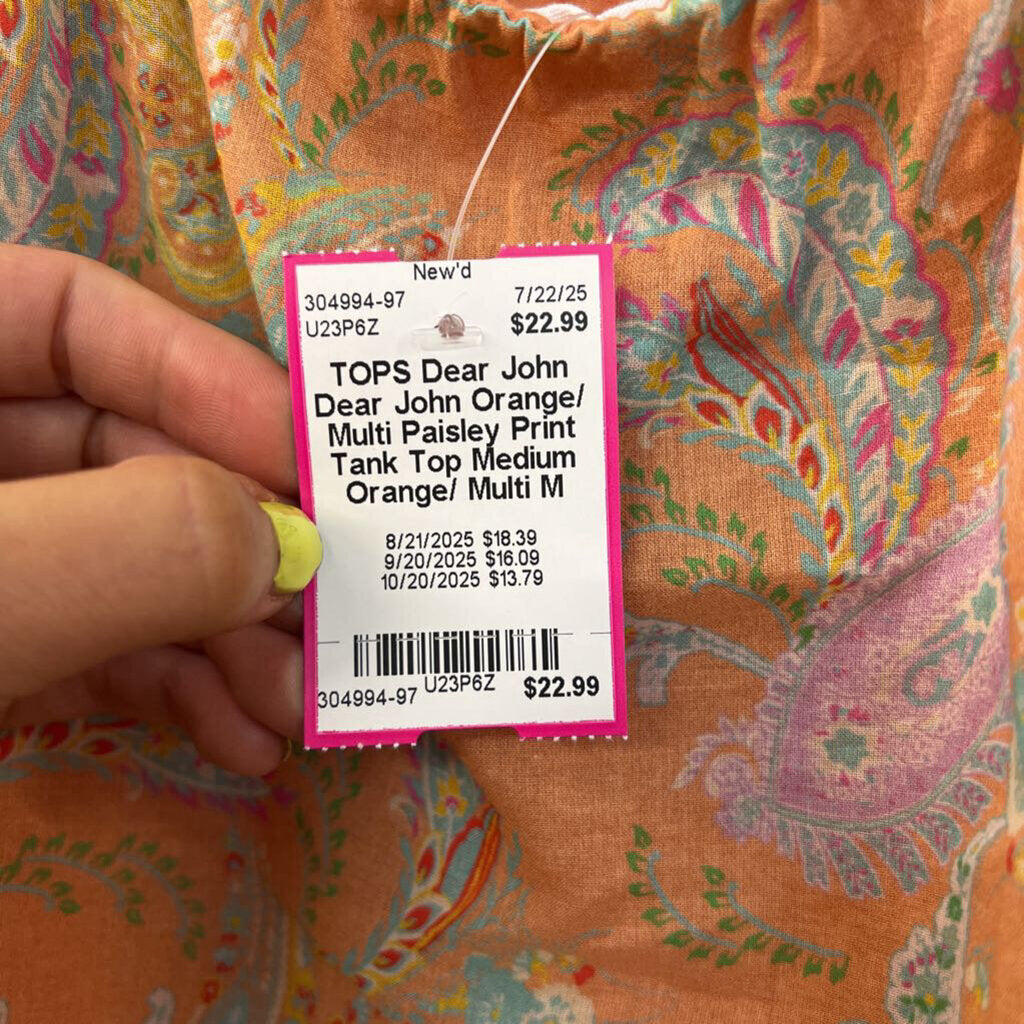 New'd
304994-97 7/22/25
U23P6Z $22.99
TOPS Dear John
Dear John Orange/
Multi Paisley Print
Tank Top Medium
Orange/ Multi M
8/21/2025 $18.39
9/20/2025 $16.09
10/20/2025 $13.79
304994-97 U23P6Z $22.99